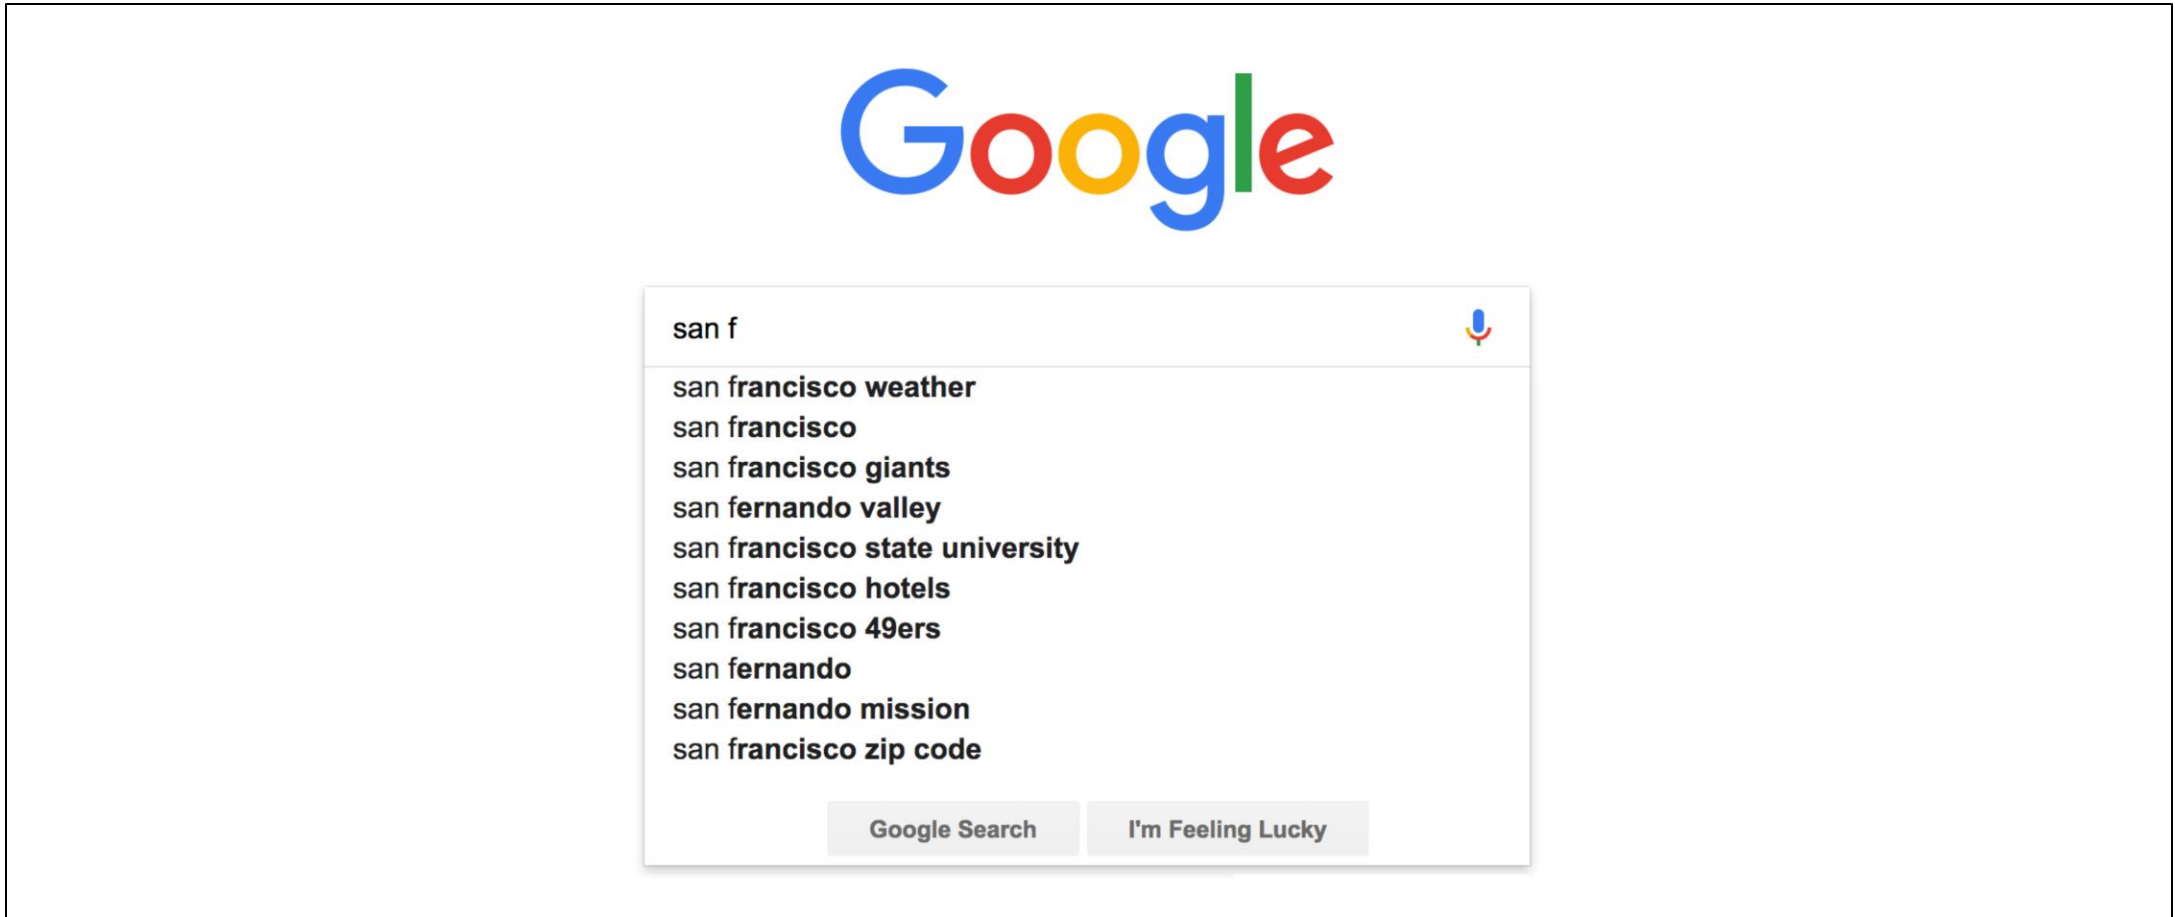 Google
san f
san francisco weather
san francisco
san francisco giants
san fernando valley
san francisco state university
san francisco hotels
san francisco 49ers
san fernando
san fernando mission
san francisco zip code
Google Search I'm Feeling Lucky